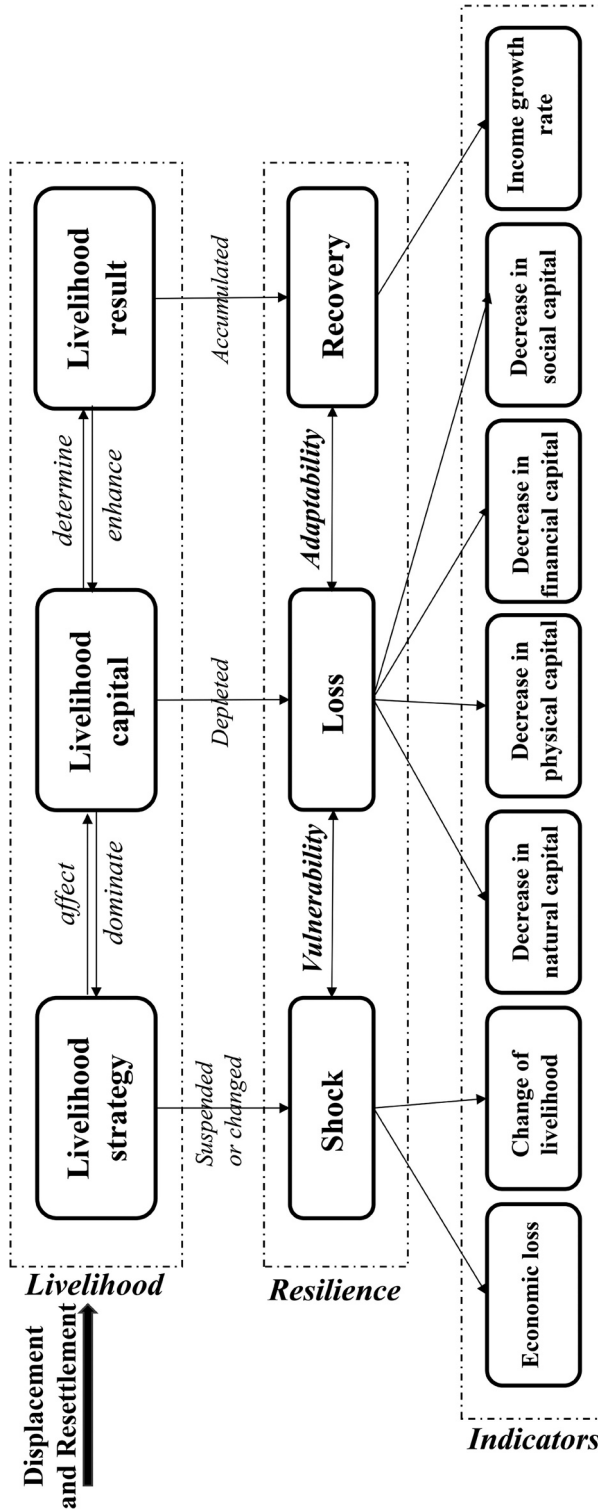 Displacement
and Resettlement
Livelihood
Livelihood
strategy
affect
dominate
Livelihood
capital
determine
enhance
Livelihood
result
Suspended
or changed
Depleted
Accumulated
Resilience
Shock
Vulnerability
Loss
Adaptability
Recovery
Indicators
Economic loss
Change of
livelihood
Decrease in
natural capital
Decrease in
physical capital
Decrease in
financial capital
Decrease in
social capital
Income growth
rate